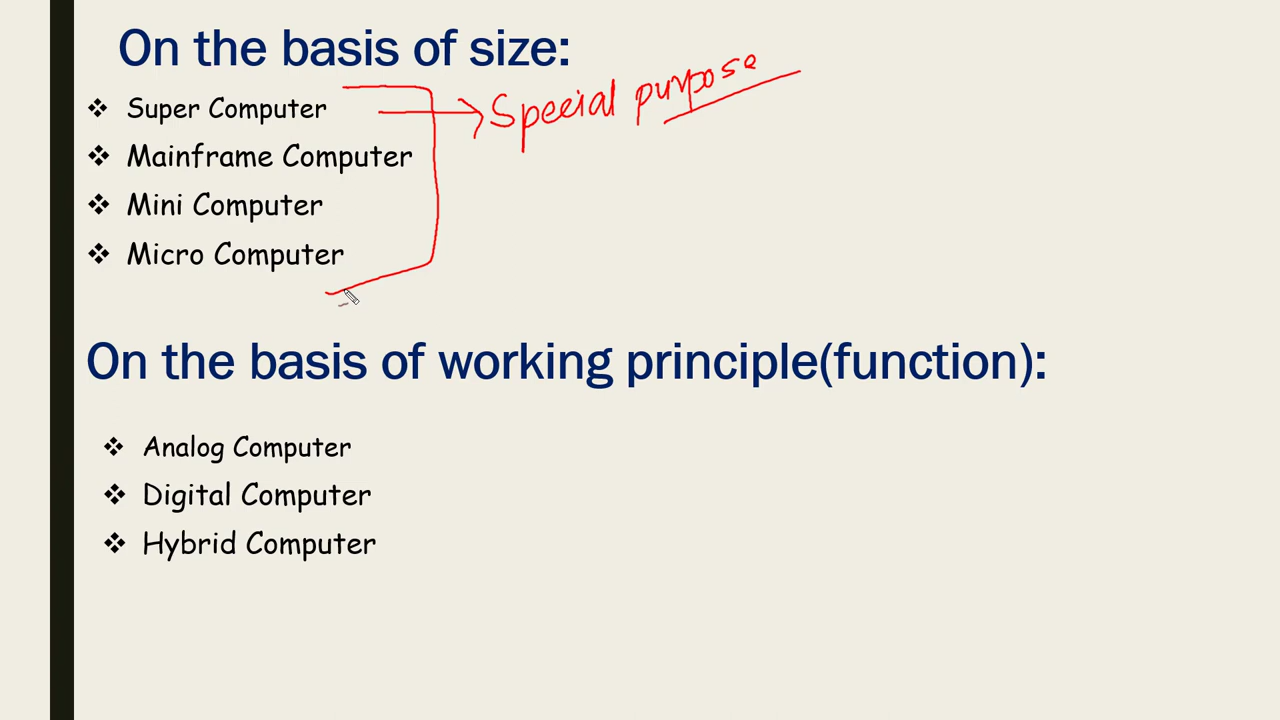 On the basis of size:
❖ Super Computer
Special purpose
❖ Mainframe Computer
❖ Mini Computer
❖ Micro Computer
On the basis of working principle(function):
❖ Analog Computer
❖ Digital Computer
❖ Hybrid Computer